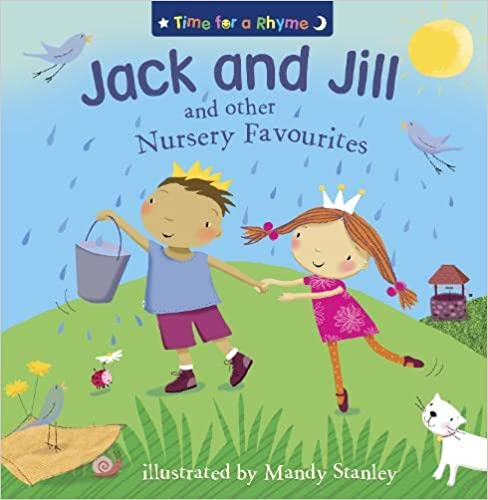 Time for a Rhyme
Jack and Jill
and other
Nursery Favourites
illustrated by Mandy Stanley